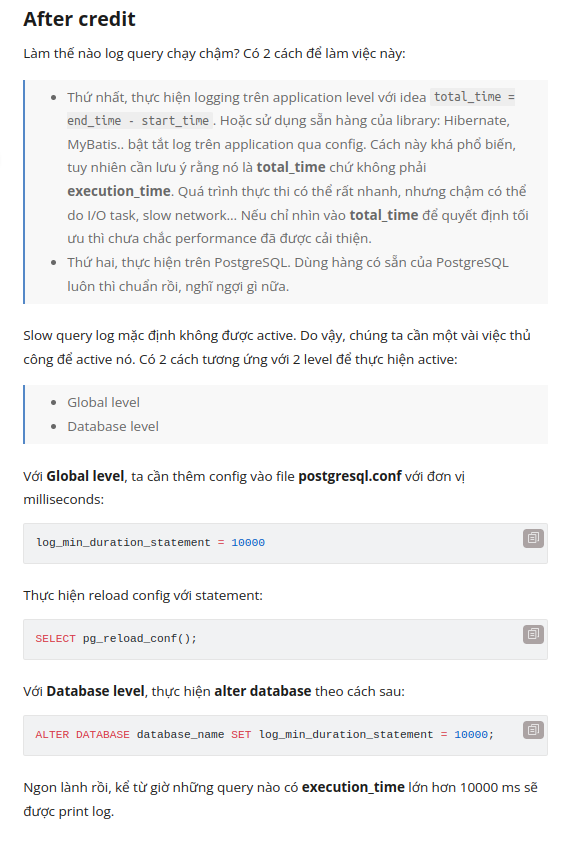 After credit
Làm thế nào log query chạy chậm? Có 2 cách để làm việc này:
Thứ nhất, thực hiện logging trên application level với idea total_time =
end_time - start_time. Hoặc sử dụng sẵn hàng của library: Hibernate,
MyBatis.. bật tắt log trên application qua config. Cách này khá phổ biến,
tuy nhiên cần lưu ý rằng nó là total_time chứ không phải
execution_time. Quá trình thực thi có thể rất nhanh, nhưng chậm có thể
do I/O task, slow network... Nếu chỉ nhìn vào total_time để quyết định tối
ưu thì chưa chắc performance đã được cải thiện.
Thứ hai, thực hiện trên PostgreSQL. Dùng hàng có sẵn của PostgreSQL
luôn thì chuẩn rồi, nghĩ ngợi gì nữa.
Slow query log mặc định không được active. Do vậy, chúng ta cần một vài việc thủ
công để active nó. Có 2 cách tương ứng với 2 level để thực hiện active:
Global level
Database level
Với Global level, ta cần thêm config vào file postgresql.conf với đơn vị
milliseconds:
log_min_duration_statement = 10000
Thực hiện reload config với statement:
SELECT pg_reload_conf();
Với Database level, thực hiện alter database theo cách sau:
ALTER DATABASE database_name SET log_min_duration_statement = 10000;
Ngon lành rồi, kể từ giờ những query nào có execution_time lớn hơn 10000 ms sẽ
được print log.